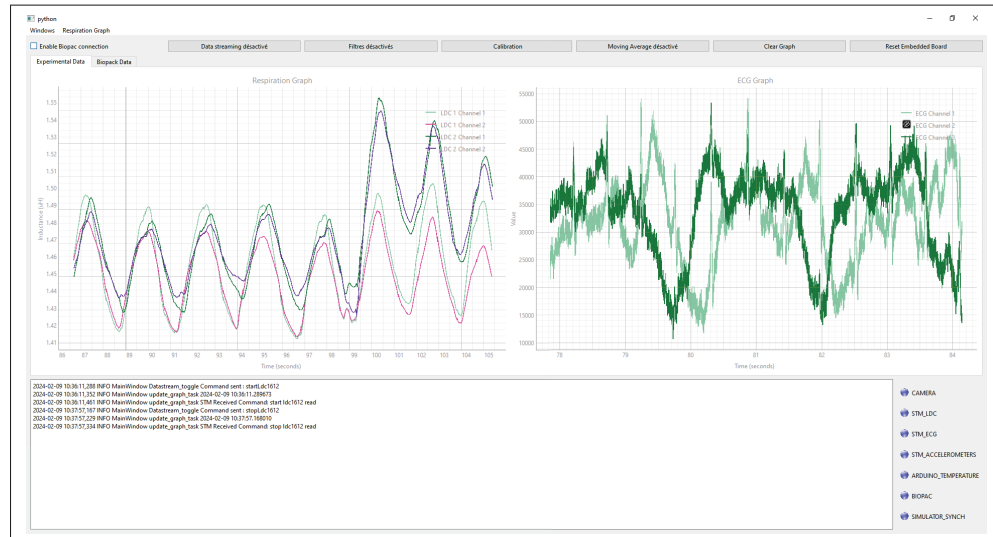 python
Windows Respiration Graph
Enable Biopac connection Data streaming désactivé Filtres désactivés Calibration Moving Average désactivé Clear Graph Reset Embedded Board
Experimental Data Biopack Data
Respiration Graph
1.55
1.54
1.53
1.52
1.51
1.50
1.49
1.48
1.47
1.46
1.45
1.44
1.43
1.42
1.41
Inductance (uH)
LDC 1 Channel 1
LDC 1 Channel 2
LDC 2 Channel 1
LDC 2 Channel 2
86 87 88 89 90 91 92 93 94 95 96 97 98 99 100 101 102 103 104 105
Time (seconds)
ECG Graph
55000
50000
45000
40000
35000
30000
25000
20000
15000
10000
Value
ECG Channel 1
ECG Channel 2
ECG Channel 3
78 79 80 81 82 83 84
Time (seconds)
2024-02-09 10:36:11,288 INFO MainWindow Datastream_toggle Command sent : startLdc1612
2024-02-09 10:36:11,352 INFO MainWindow update_graph_task 2024-02-09 10:36:11.289673
2024-02-09 10:36:11,461 INFO MainWindow update_graph_task STM Received Command: start ldc1612 read
2024-02-09 10:37:57,167 INFO MainWindow Datastream_toggle Command sent : stopLdc1612
2024-02-09 10:37:57,229 INFO MainWindow update_graph_task 2024-02-09 10:37:57.168010
2024-02-09 10:37:57,334 INFO MainWindow update_graph_task STM Received Command: stop ldc1612 read
CAMERA
STM_LDC
STM_ECG
STM_ACCELEROMETERS
ARDUINO_TEMPERATURE
BIOPAC
SIMULATOR_SYNCH